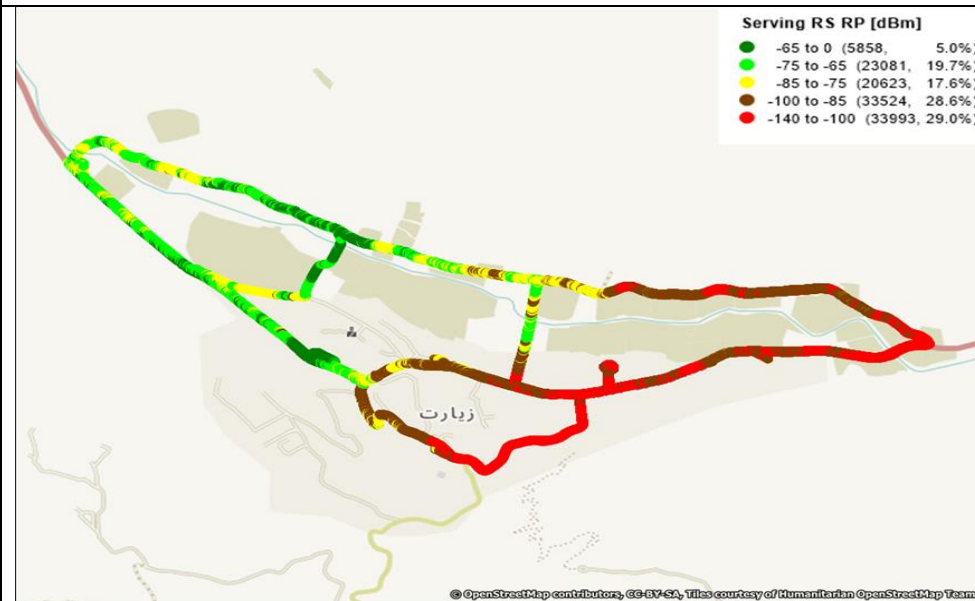 Serving RS RP [dBm]
-65 to 0 (5858, 5.0%)
-75 to -65 (23081, 19.7%
-85 to -75 (20623, 17.6%
-100 to -85 (33524, 28.6%
-140 to -100 (33993, 29.0%)
زيارت
© OpenStreetMap contributors, CC-BY-SA, Tiles courtesy of Humanitarian OpenStreetMap Team